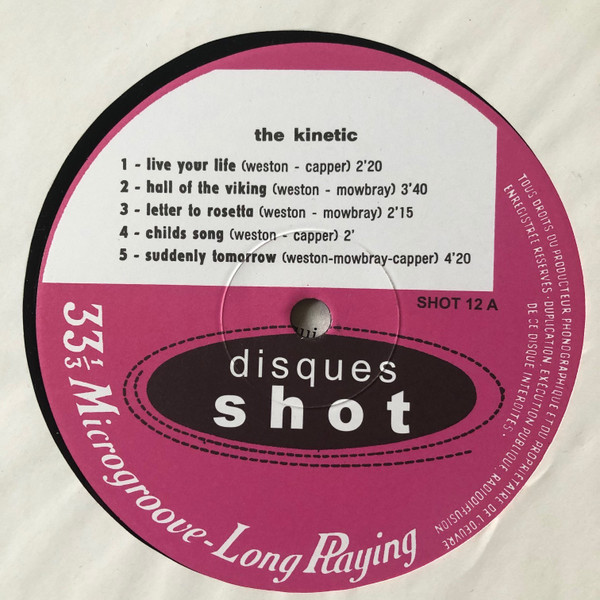 the kinetic
1 - live your life (weston - capper) 2'20
2 - hall of the viking (weston - mowbray) 3'40
3 - letter to rosetta (weston - mowbray) 2'15
4 - childs song (weston - capper) 2'
5 - suddenly tomorrow (weston-mowbray-capper) 4'20
SHOT 12 A
disques
shot
33 1/3 Microgroove-Long Playing
TOUS DROITS DU PRODUCTEUR PHONOGRAPHIQUE ET DU PROPRIETAIRE DE L'OEUVRE
ENREGISTRÉE RESERVES · DUPLICATION, EXECUTION PUBLIQUE, RADIODIFFUSION
DE CE DISQUE INTERDITES ·